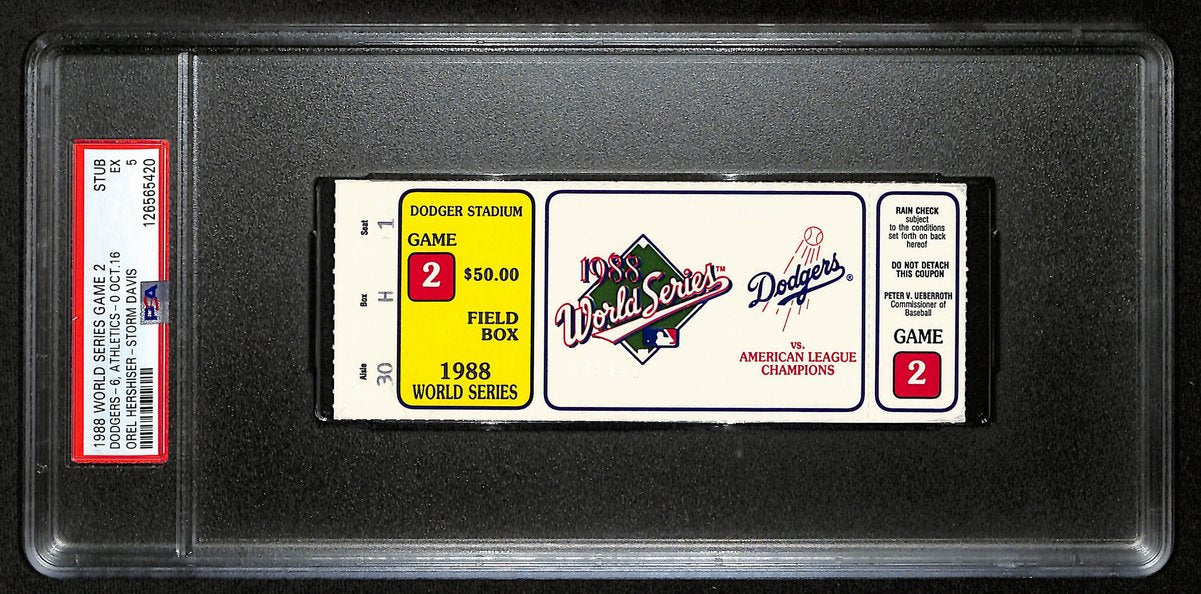 1988 WORLD SERIES GAME 2 STUB
DODGERS-6, ATHLETICS-0 OCT.16 EX
OREL HERSHISER-STORM DAVIS 5
126565420
PSA
Seat 1
Box H
Aisle 30
DODGER STADIUM
GAME
2
$50.00
FIELD
BOX
1988
WORLD SERIES
1988
World Series™
Dodgers®
vs.
AMERICAN LEAGUE
CHAMPIONS
RAIN CHECK
subject
to the conditions
set forth on back
hereof
DO NOT DETACH
THIS COUPON
PETER V. UEBERROTH
Commissioner of
Baseball
GAME
2